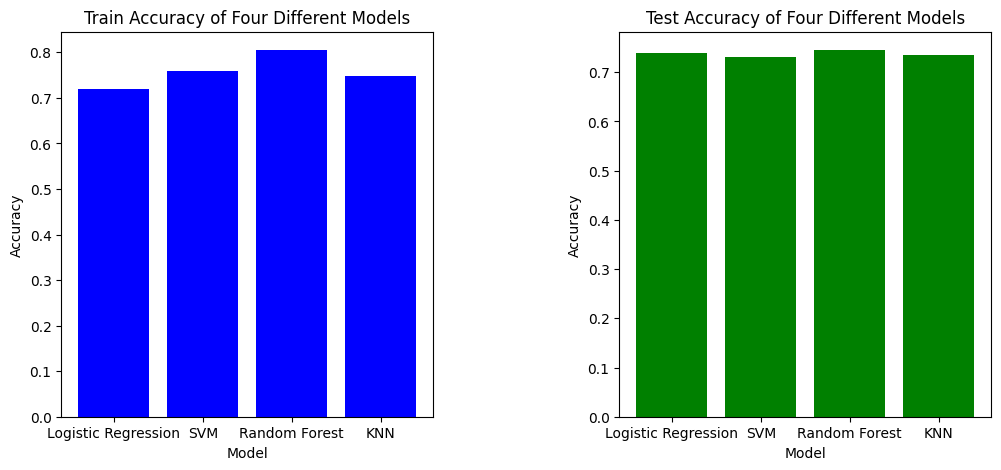 Train Accuracy of Four Different Models
0.8
0.7
0.6
0.5
0.4
0.3
0.2
0.1
0.0
Accuracy
Logistic Regression SVM Random Forest KNN
Model
Test Accuracy of Four Different Models
0.7
0.6
0.5
0.4
0.3
0.2
0.1
0.0
Accuracy
Logistic Regression SVM Random Forest KNN
Model